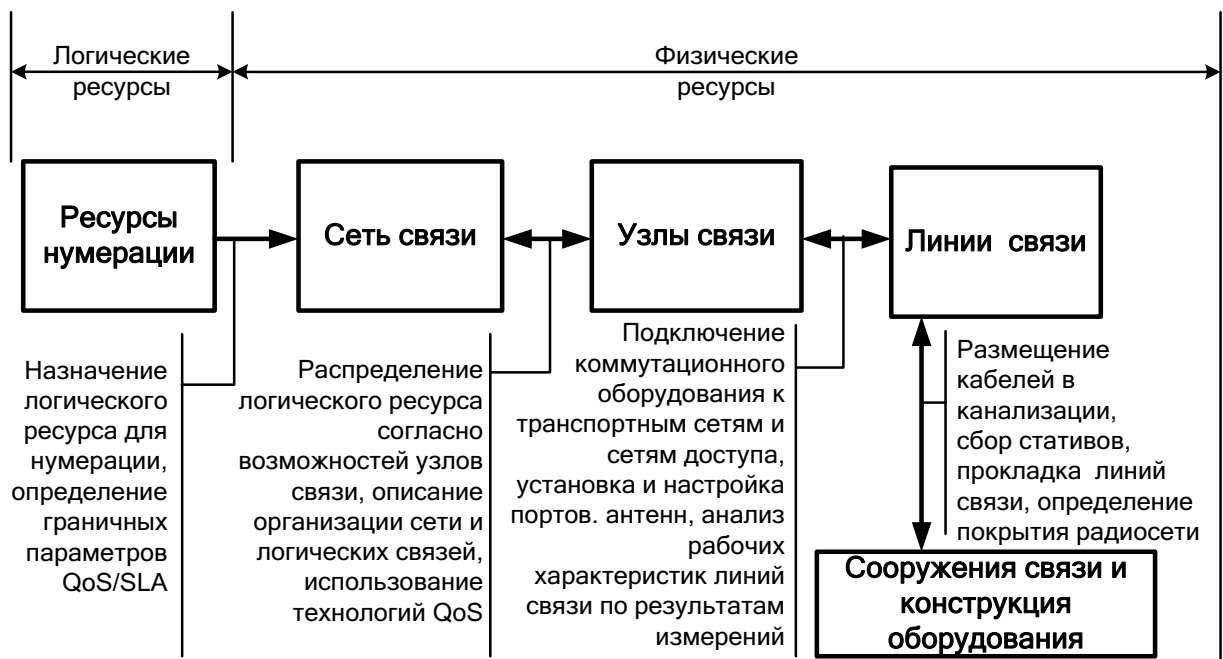 Логические
ресурсы
Физические
ресурсы
Ресурсы
нумерации
Сеть связи
Узлы связи
Линии связи
Назначение
логического
ресурса для
нумерации,
определение
граничных
параметров
QoS/SLA
Распределение
логического ресурса
согласно
возможностей узлов
связи, описание
организации сети и
логических связей,
использование
технологий QoS
Подключение
коммутационного
оборудования к
транспортным сетям и
сетям доступа,
установка и настройка
портов. антенн, анализ
рабочих
характеристик линий
связи по результатам
измерений
Размещение
кабелей в
канализации,
сбор стативов,
прокладка линий
связи, определение
покрытия радиосети
Сооружения связи и
конструкция
оборудования